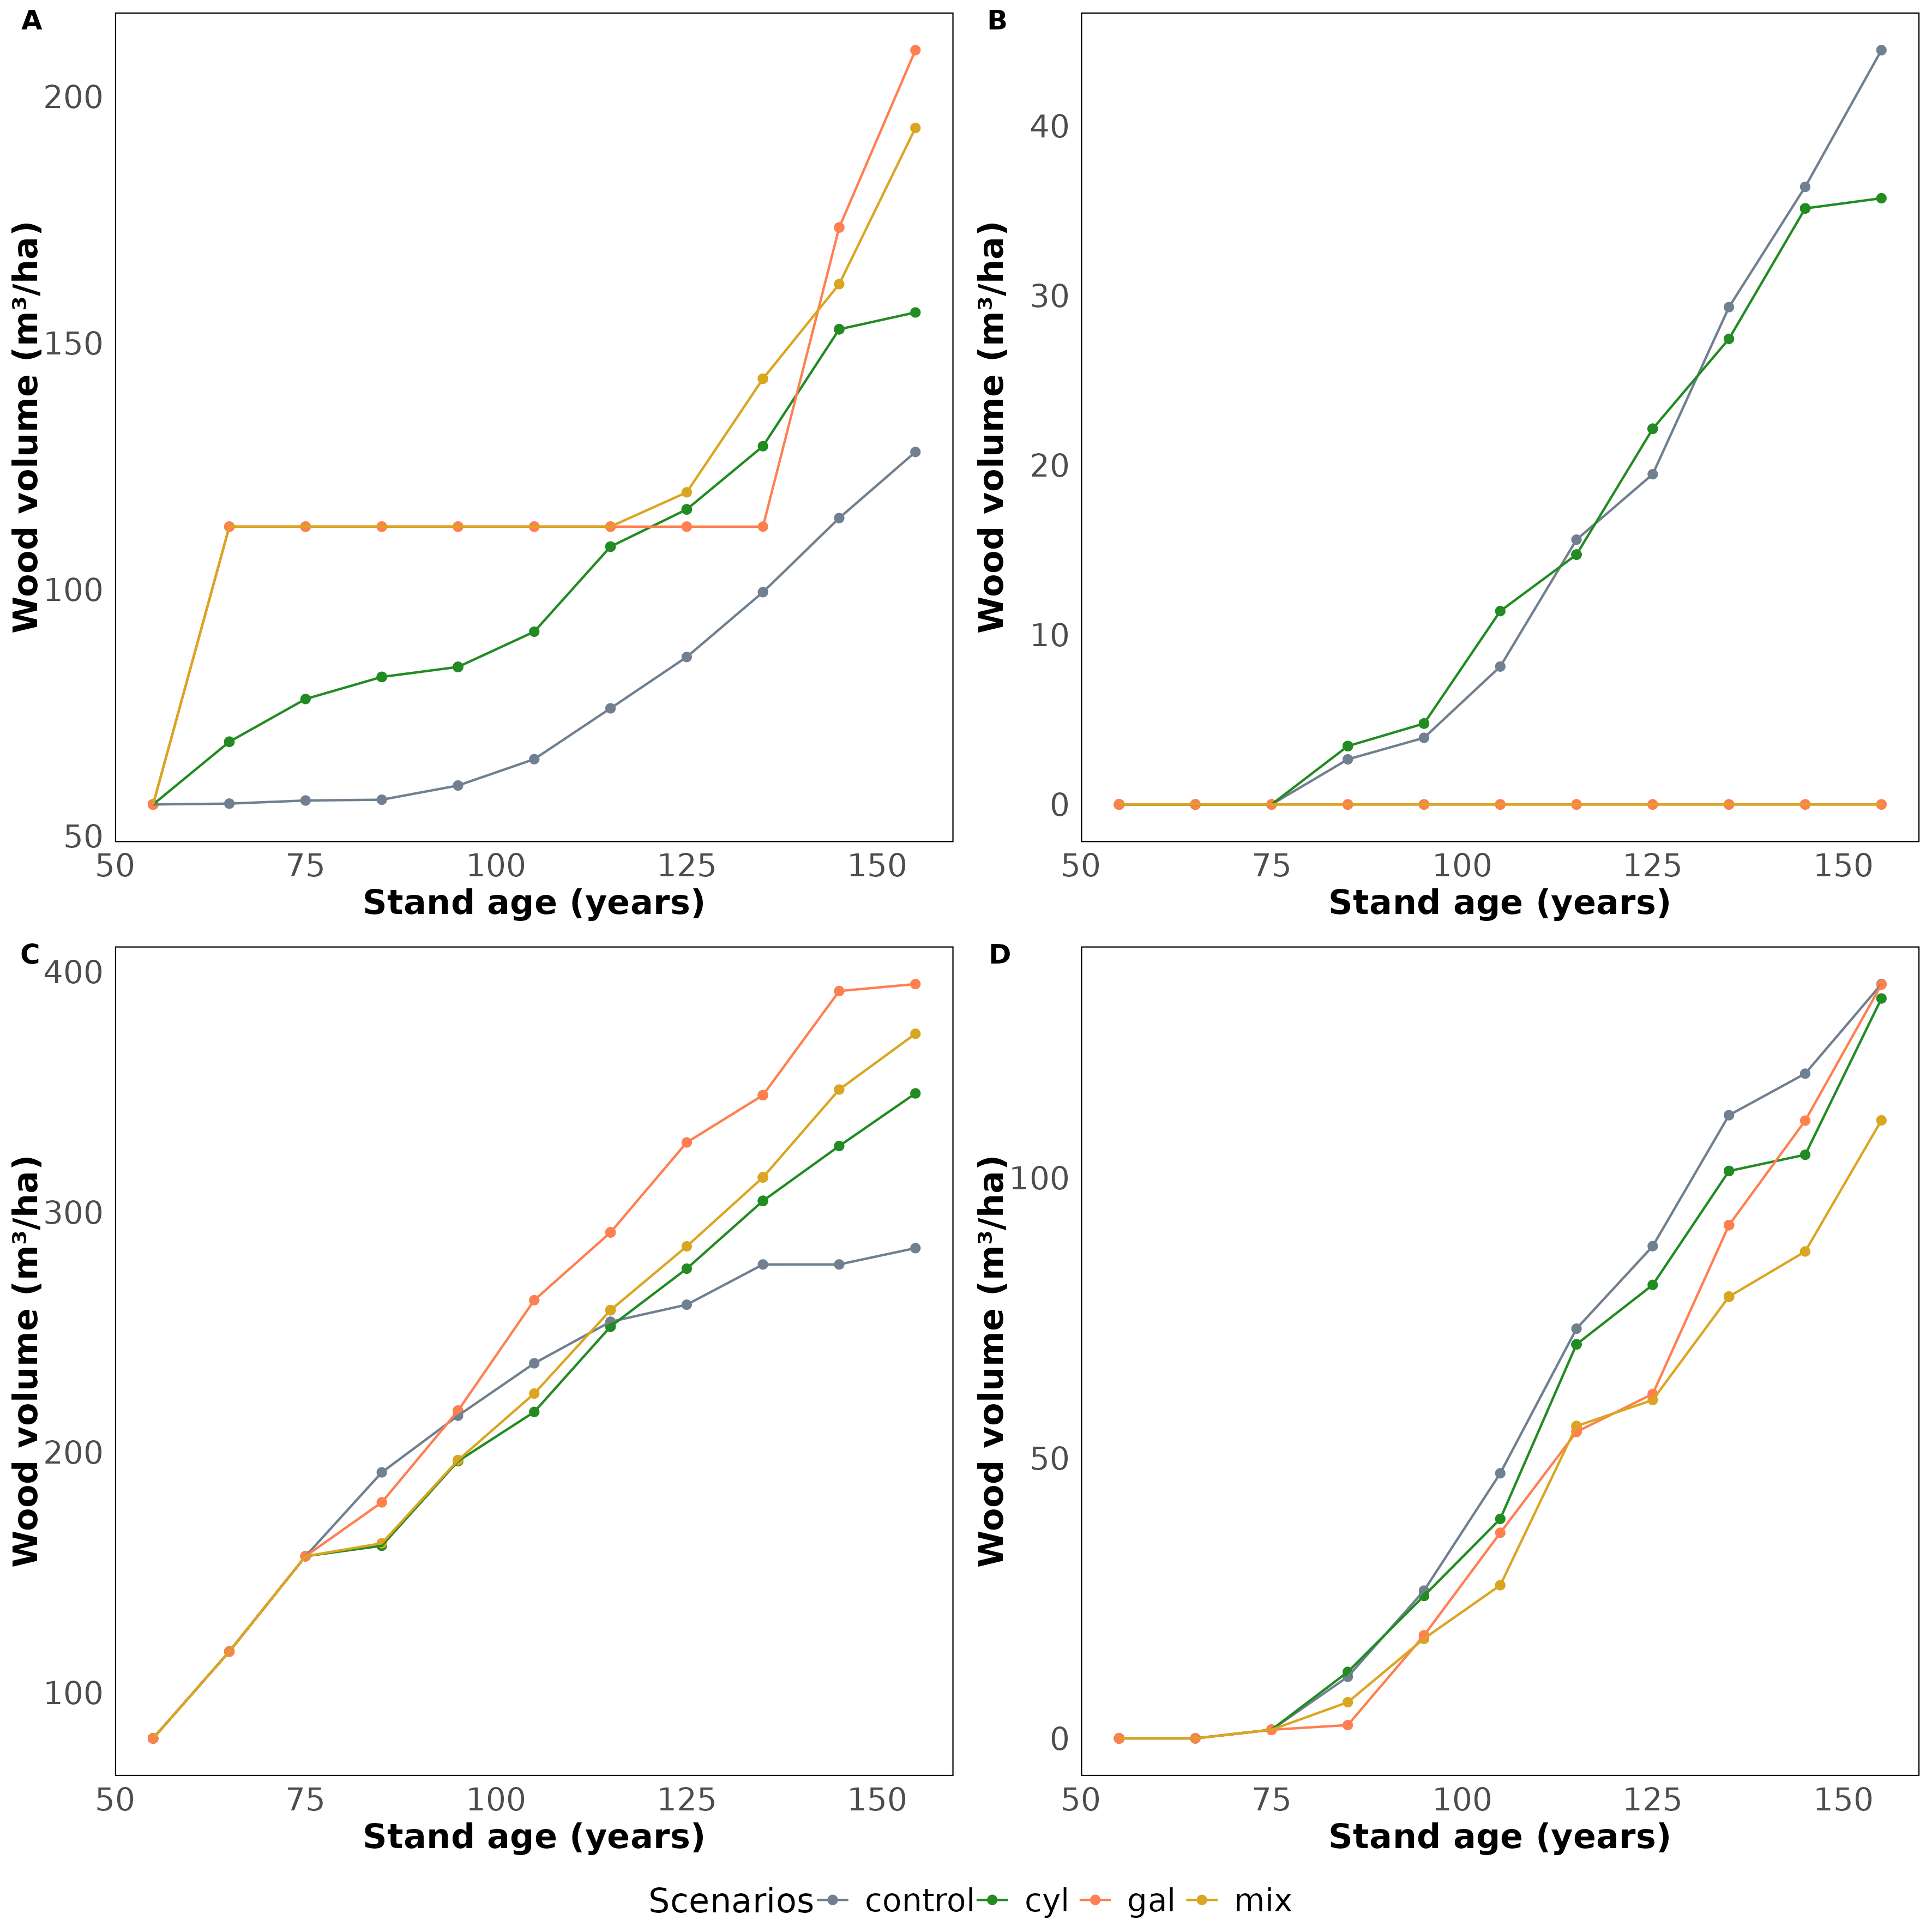 A
Wood volume (m³/ha)
200
150
100
50
50 75 100 125 150
Stand age (years)
B
Wood volume (m³/ha)
40
30
20
10
0
50 75 100 125 150
Stand age (years)
C
Wood volume (m³/ha)
400
300
200
100
50 75 100 125 150
Stand age (years)
D
Wood volume (m³/ha)
100
50
0
50 75 100 125 150
Stand age (years)
Scenarios control cyl gal mix